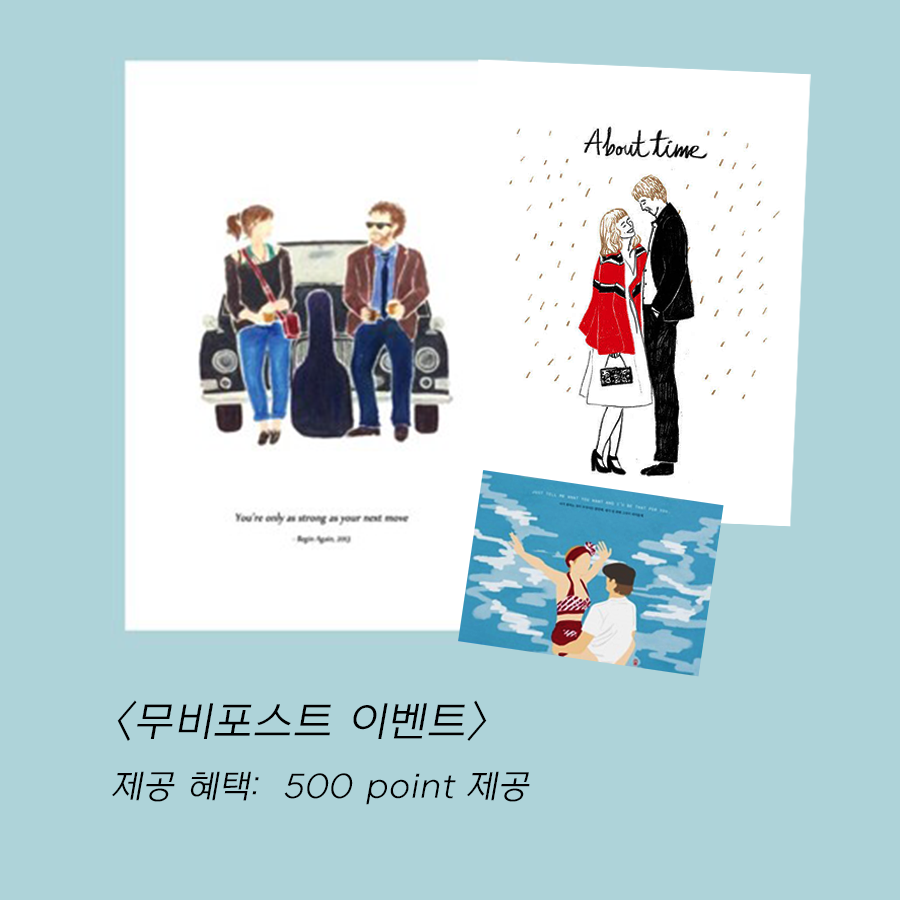 About time
You're only as strong as your next move
- Begin Again, 2013
JUST TELL ME WHAT YOU WANT AND I'LL BE THAT FOR YOU.
<무비포스트 이벤트>
제공 혜택: 500 point 제공